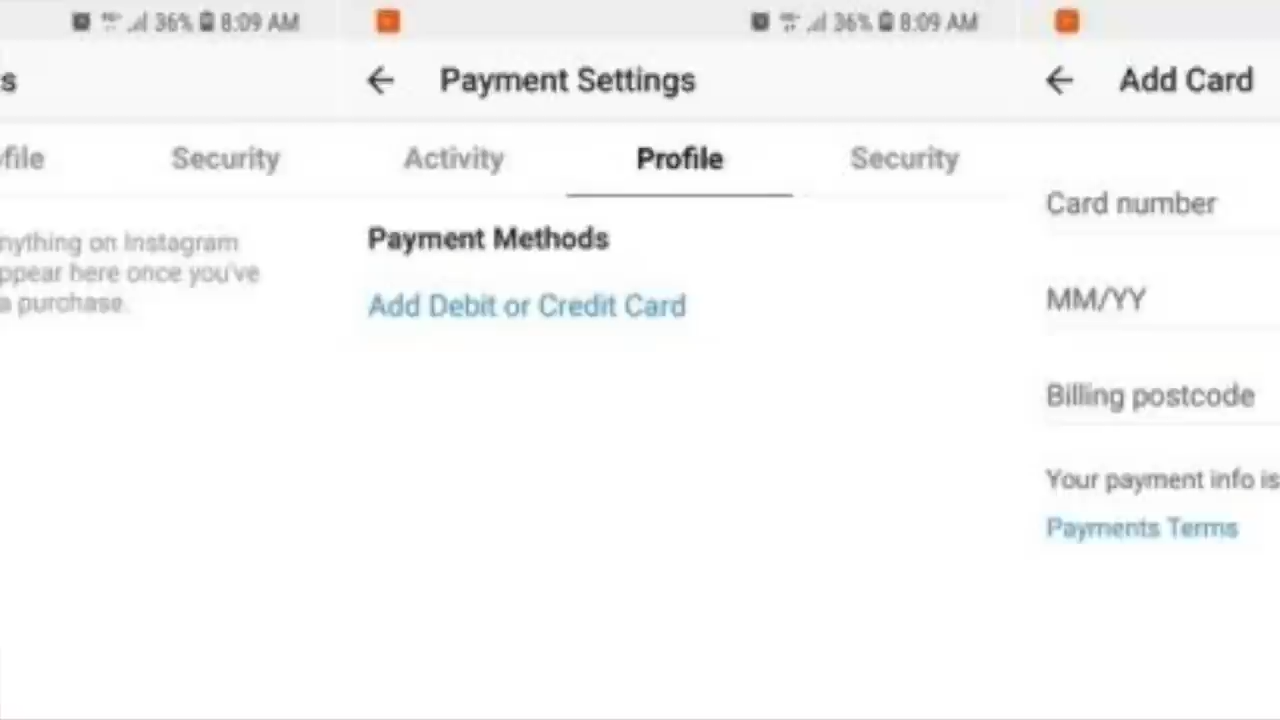 36% 8:09 AM
s
file Security
nything on Instagram
ppear here once you've
a purchase.
36% 8:09 AM
Payment Settings
Activity Profile Security
Payment Methods
Add Debit or Credit Card
Add Card
Card number
MM/YY
Billing postcode
Your payment info is
Payments Terms